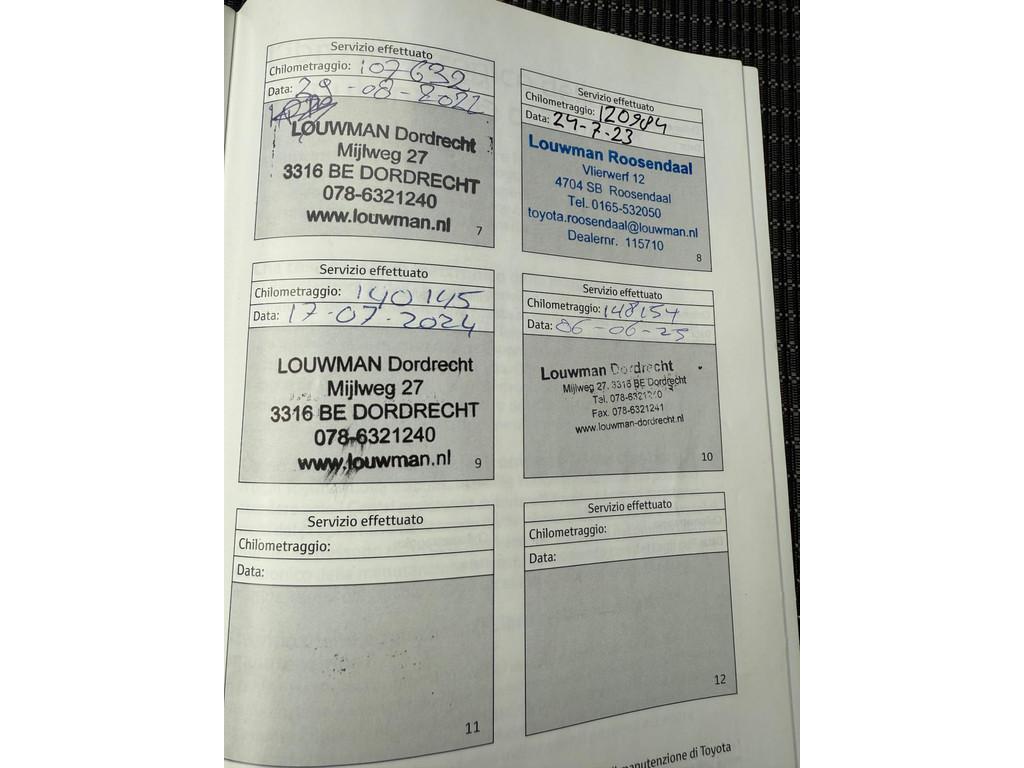 Servizio effettuato
Chilometraggio: 107632
Data: 29-08-2022
LOUWMAN Dordrecht
Mijlweg 27
3316 BE DORDRECHT
078-6321240
www.louwman.nl
7
Servizio effettuato
Chilometraggio: 120984
Data: 24-7-23
Louwman Roosendaal
Vlierwerf 12
4704 SB Roosendaal
Tel. 0165-532050
toyota.roosendaal@louwman.nl
Dealernr. 115710
8
Servizio effettuato
Chilometraggio: 140145
Data: 17-07-2024
LOUWMAN Dordrecht
Mijlweg 27
3316 BE DORDRECHT
078-6321240
www.louwman.nl
9
Servizio effettuato
Chilometraggio: 148154
Data: 06-06-25
Louwman Dordrecht
Mijlweg 27, 3316 BE Dordrecht
Tel. 078-6321240
Fax. 078-6321241
www.louwman-dordrecht.nl
10
Servizio effettuato
Chilometraggio:
Data:
11
Servizio effettuato
Chilometraggio:
Data:
12
manutenzione di Toyota